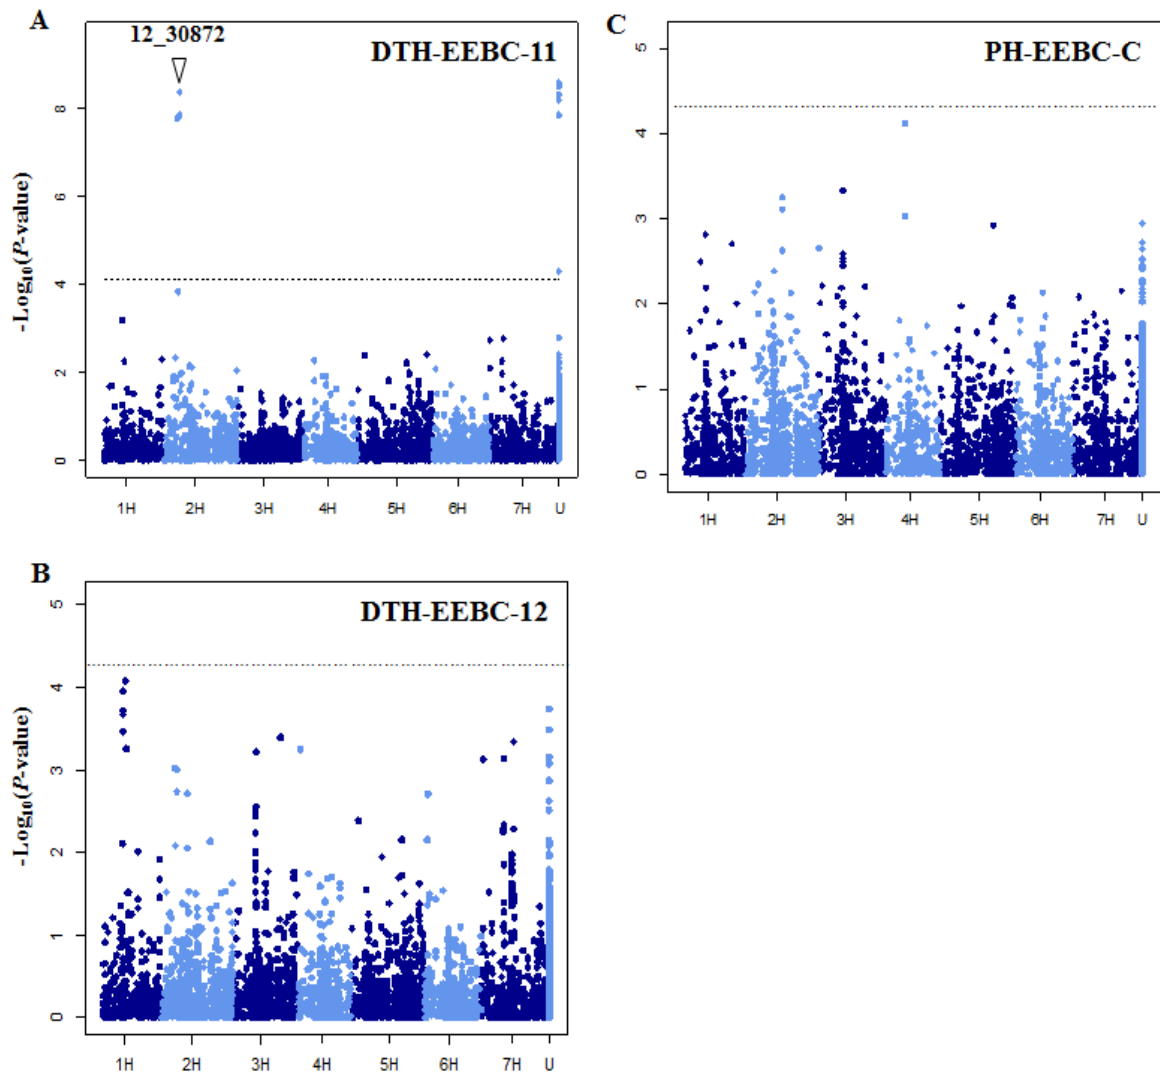 A
12_30872
DTH-EEBC-11
-Log10(P-value)
8
6
4
2
0
1H 2H 3H 4H 5H 6H 7H U
C
PH-EEBC-C
5
4
3
2
1
0
1H 2H 3H 4H 5H 6H 7H U
B
DTH-EEBC-12
-Log10(P-value)
5
4
3
2
1
0
1H 2H 3H 4H 5H 6H 7H U